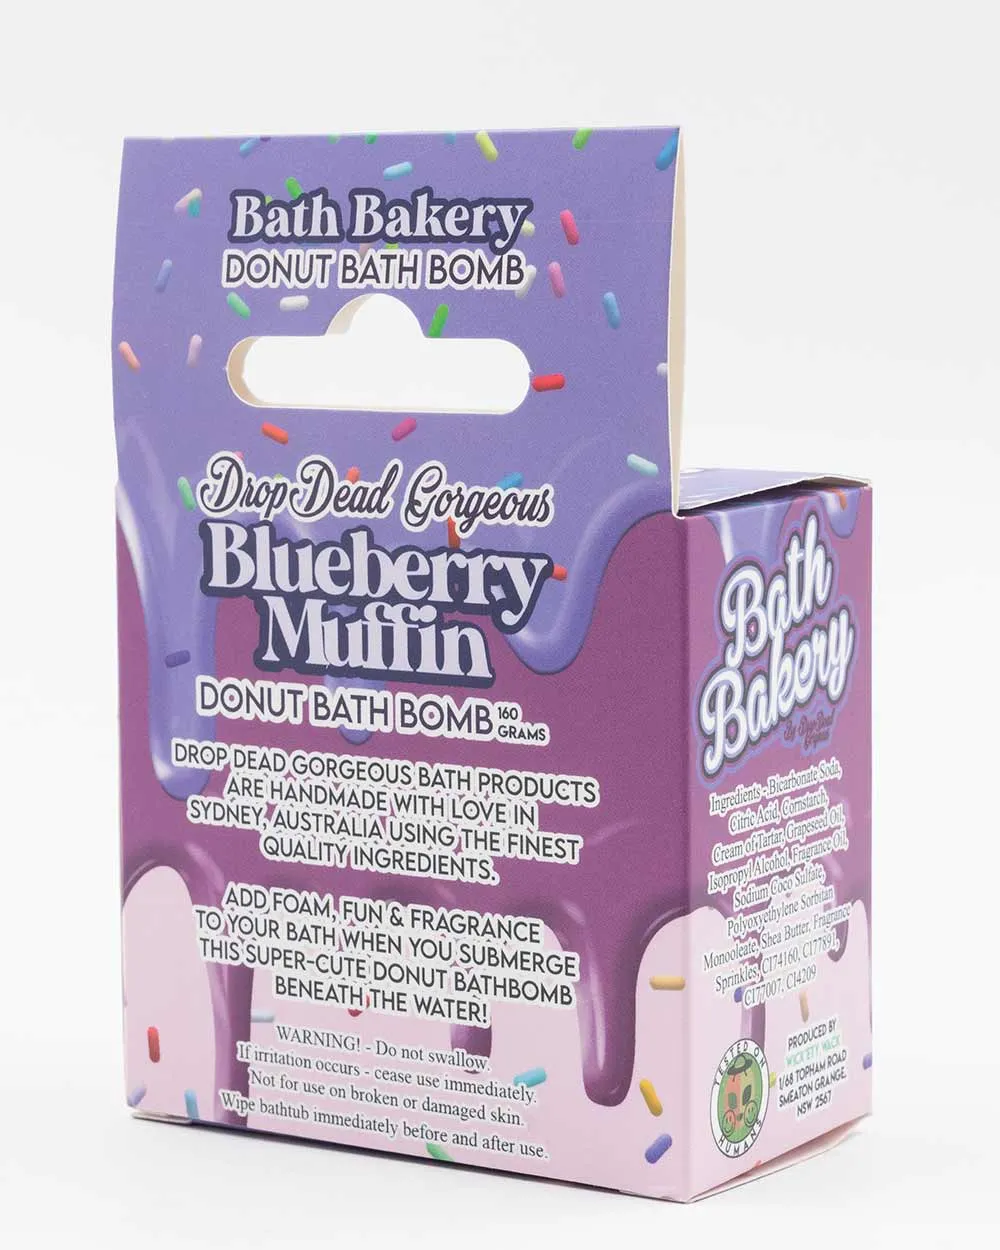 Bath Bakery
DONUT BATH BOMB
Drop Dead Gorgeous
Blueberry
Muffin
DONUT BATH BOMB 160 GRAMS
DROP DEAD GORGEOUS BATH PRODUCTS
ARE HANDMADE WITH LOVE IN
SYDNEY, AUSTRALIA USING THE FINEST
QUALITY INGREDIENTS.
ADD FOAM, FUN & FRAGRANCE
TO YOUR BATH WHEN YOU SUBMERGE
THIS SUPER-CUTE DONUT BATHBOMB
BENEATH THE WATER!
WARNING! - Do not swallow.
If irritation occurs - cease use immediately.
Not for use on broken or damaged skin.
Wipe bathtub immediately before and after use.
Bath
Bakery
By Drop Dead
Gorgeous
Ingredients - Bicarbonate Soda,
Citric Acid, Cornstarch,
Cream of Tartar, Grapeseed Oil,
Isopropyl Alcohol, Fragrance Oil,
Sodium Coco Sulfate,
Polyoxyethylene Sorbitan
Monooleate, Shea Butter, Fragrance
Sprinkles, CI74160, CI77891,
CI77007, CI4209
TESTED ON
HUMANS
PRODUCED BY
WICK'ETY WACK
1/68 TOPHAM ROAD
SMEATON GRANGE,
NSW 2567